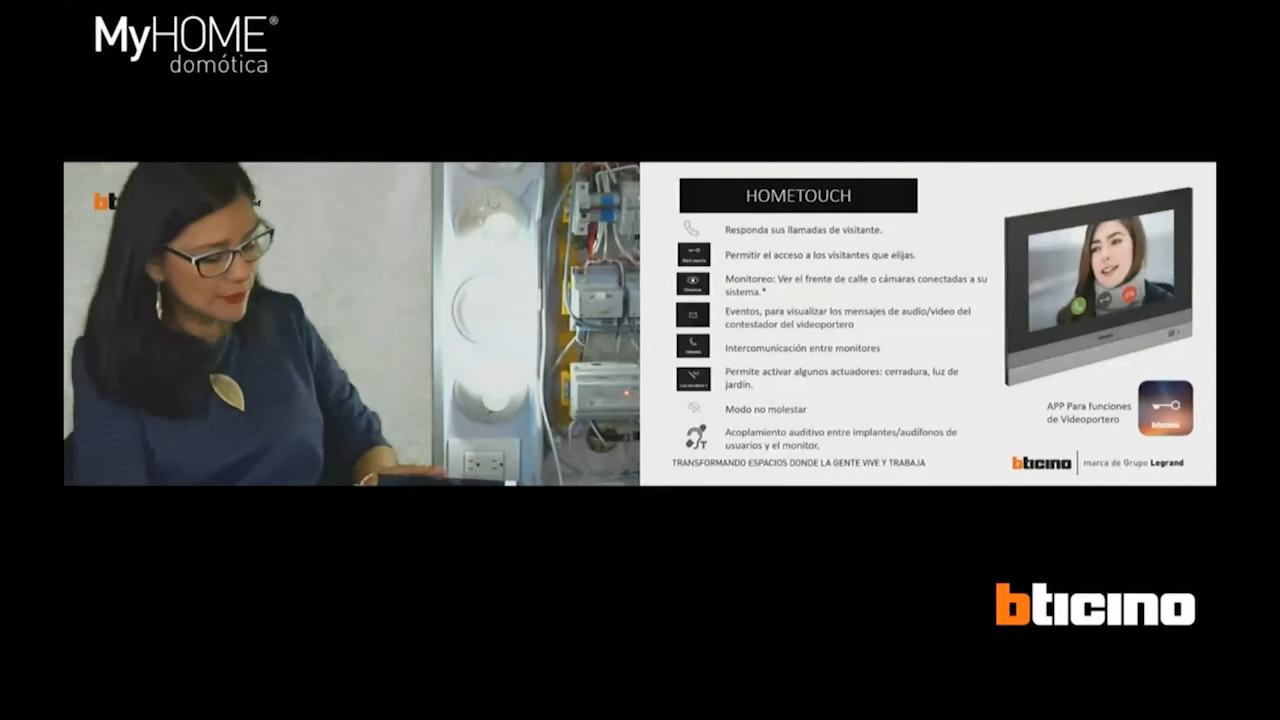 MyHOME®
domótica
HOMETOUCH
Responda sus llamadas de visitante.
Permitir el acceso a los visitantes que elijas.
Monitoreo: Ver el frente de calle o cámaras conectadas a su
sistema.*
Eventos, para visualizar los mensajes de audio/video del
contestador del videoportero
Intercomunicación entre monitores
Permite activar algunos actuadores: cerradura, luz de
jardín.
Modo no molestar
Acoplamiento auditivo entre implantes/audífonos de
usuarios y el monitor.
T
APP Para funciones
de Videoportero
TRANSFORMANDO ESPACIOS DONDE LA GENTE VIVE Y TRABAJA
bticino marca de Grupo Legrand
bticino